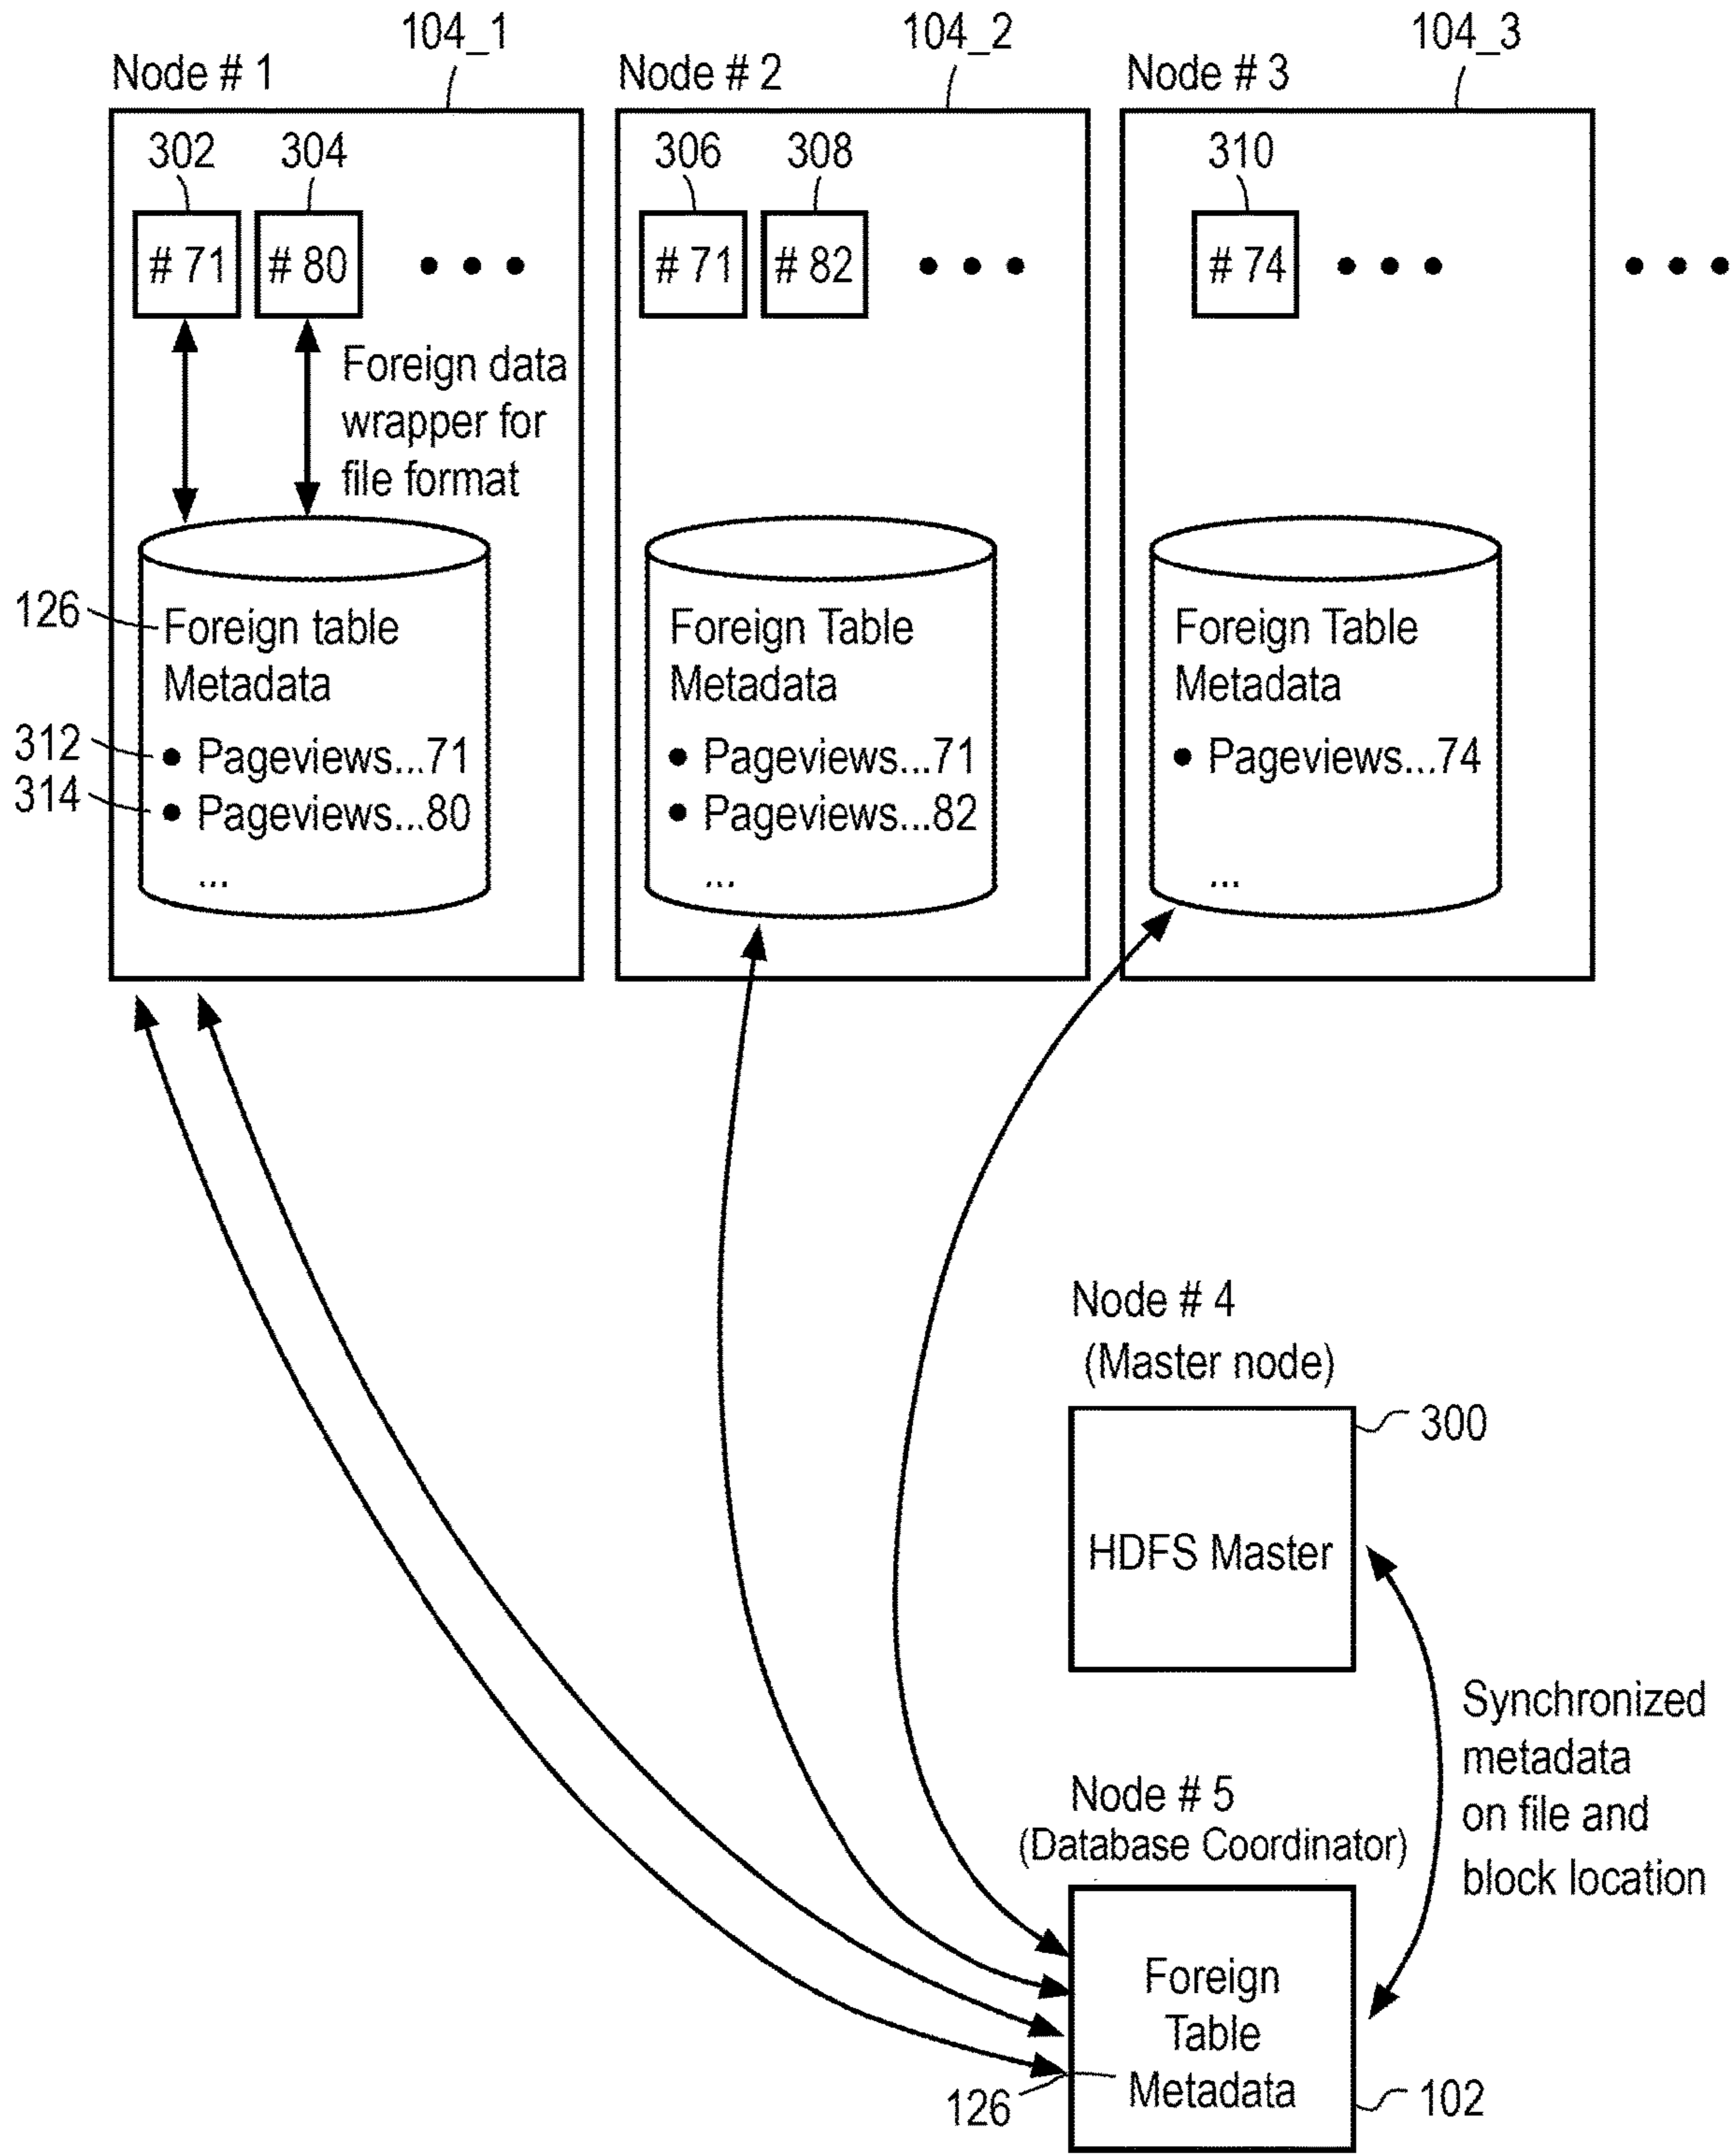 104_1
104_2
104_3
Node # 1
Node # 2
Node # 3
302
304
306
308
310
# 71
# 80
# 71
# 82
# 74
Foreign data
wrapper for
file format
126
Foreign table
Metadata
312
• Pageviews...71
314
• Pageviews...80
...
Foreign Table
Metadata
• Pageviews...71
• Pageviews...82
...
Foreign Table
Metadata
• Pageviews...74
...
Node # 4
(Master node)
300
HDFS Master
Synchronized
metadata
on file and
block location
Node # 5
(Database Coordinator)
Foreign
Table
Metadata
126
102